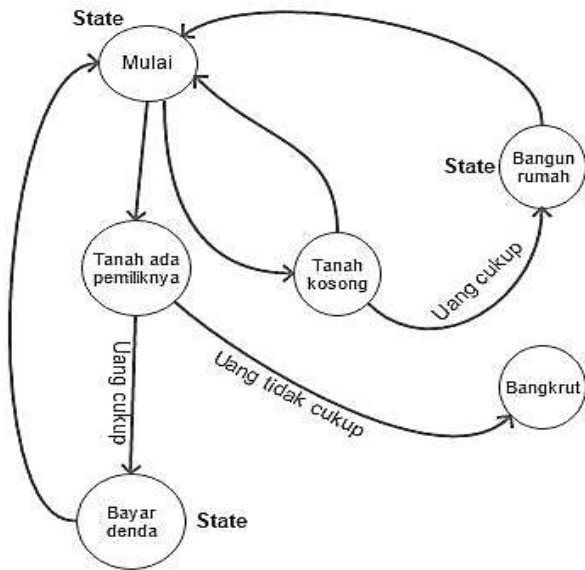 State
Mulai
State
Bangun
rumah
Tanah ada
pemiliknya
Tanah
kosong
Uang cukup
Uang cukup
Uang tidak cukup
Bangkrut
Bayar
denda
State